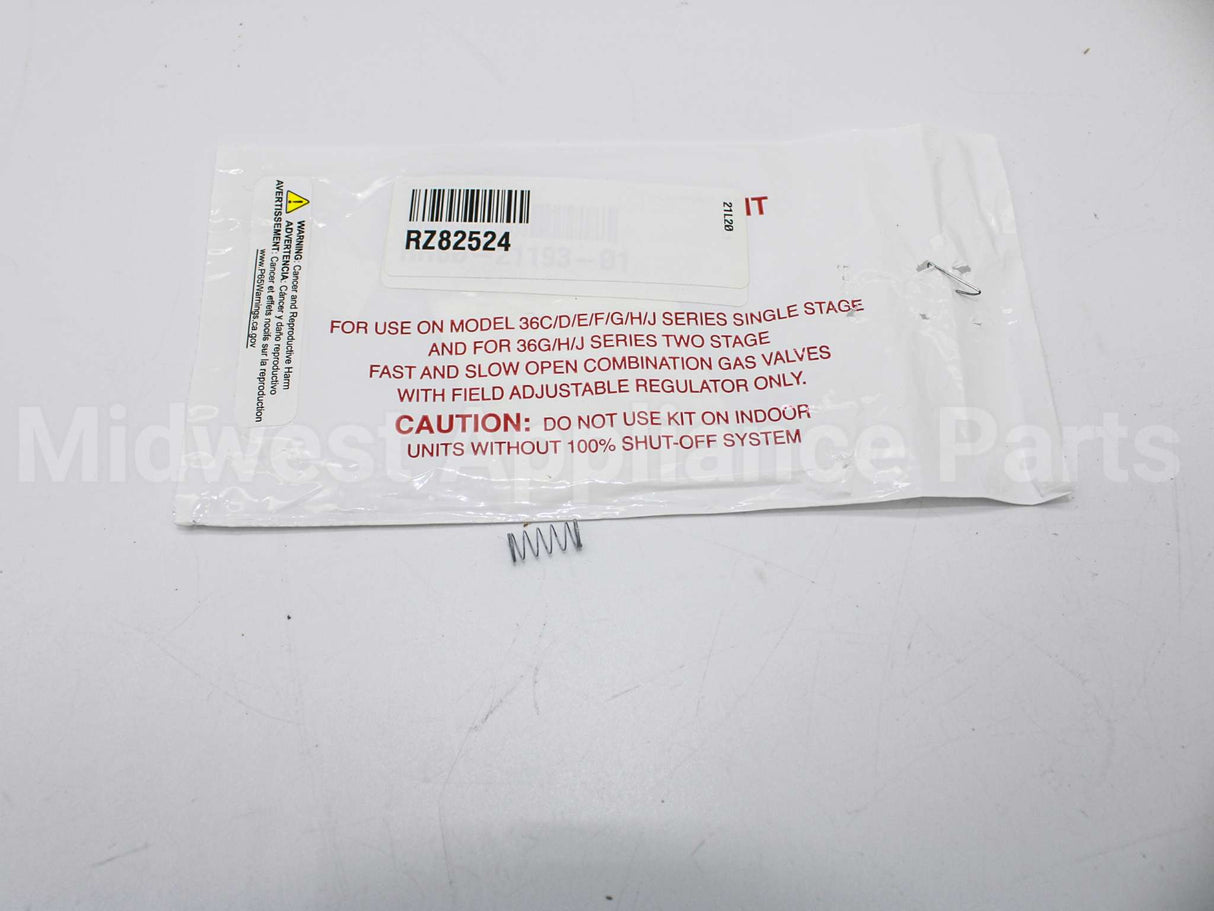 IT
21L20
RZ82524
21193-01
FOR USE ON MODEL 36C/D/E/F/G/H/J SERIES SINGLE STAGE
AND FOR 36G/H/J SERIES TWO STAGE
FAST AND SLOW OPEN COMBINATION GAS VALVES
WITH FIELD ADJUSTABLE REGULATOR ONLY.
CAUTION: DO NOT USE KIT ON INDOOR
UNITS WITHOUT 100% SHUT-OFF SYSTEM
WARNING: Cancer and Reproductive Harm
ADVERTENCIA: Cáncer y daño reproductivo
AVERTISSEMENT: Cancer et effets nocifs sur la reproduction
www.P65Warnings.ca.gov
Midwest Appliance Parts